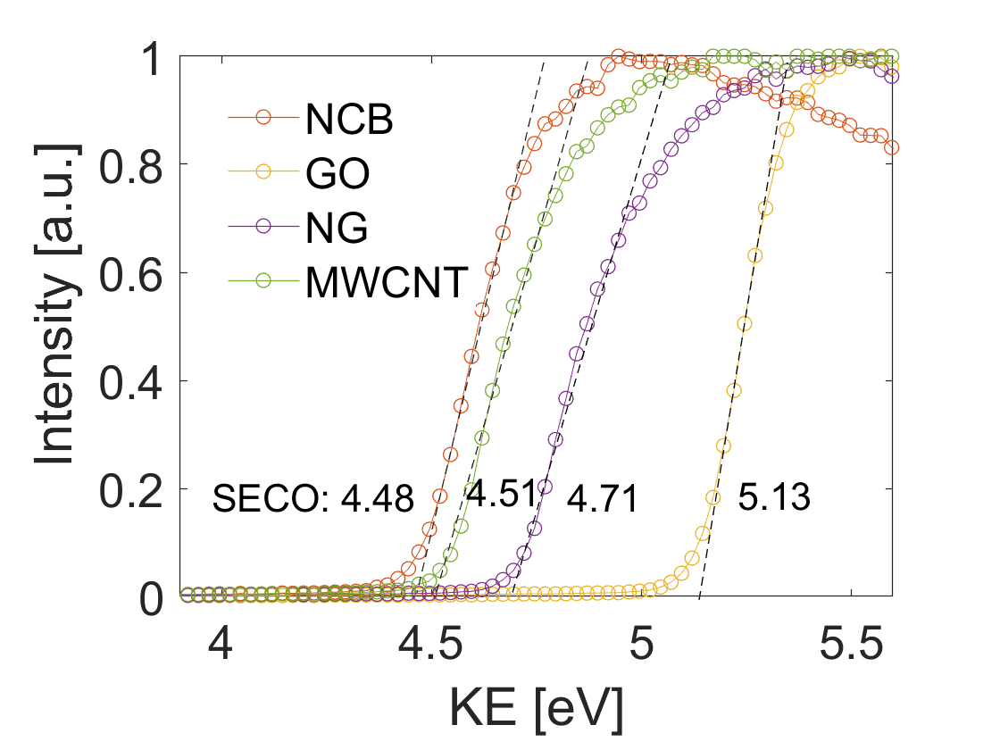 1
0.8
0.6
0.4
0.2
0
Intensity [a.u.]
NCB
GO
NG
MWCNT
SECO: 4.48 4.51 4.71 5.13
4 4.5 5 5.5
KE [eV]